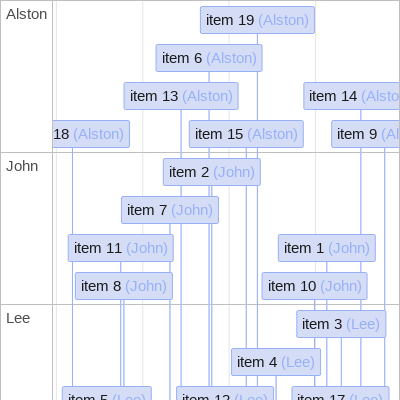 Alston
item 19 (Alston)
item 6 (Alston)
item 13 (Alston)
item 14 (Alsto
18 (Alston)
item 15 (Alston)
item 9 (Al
John
item 2 (John)
item 7 (John)
item 11 (John)
item 1 (John)
item 8 (John)
item 10 (John)
Lee
item 3 (Lee)
item 4 (Lee)
item 5 (Lee)
item 12 (Lee)
item 17 (Lee)